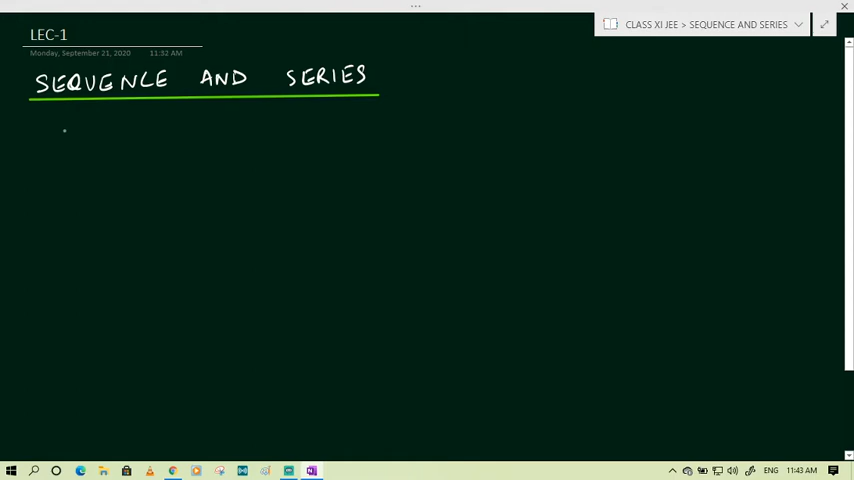 CLASS XI JEE > SEQUENCE AND SERIES
LEC-1
Monday, September 21, 2020 11:32 AM
SEQUENCE AND SERIES
ENG 11:43 AM